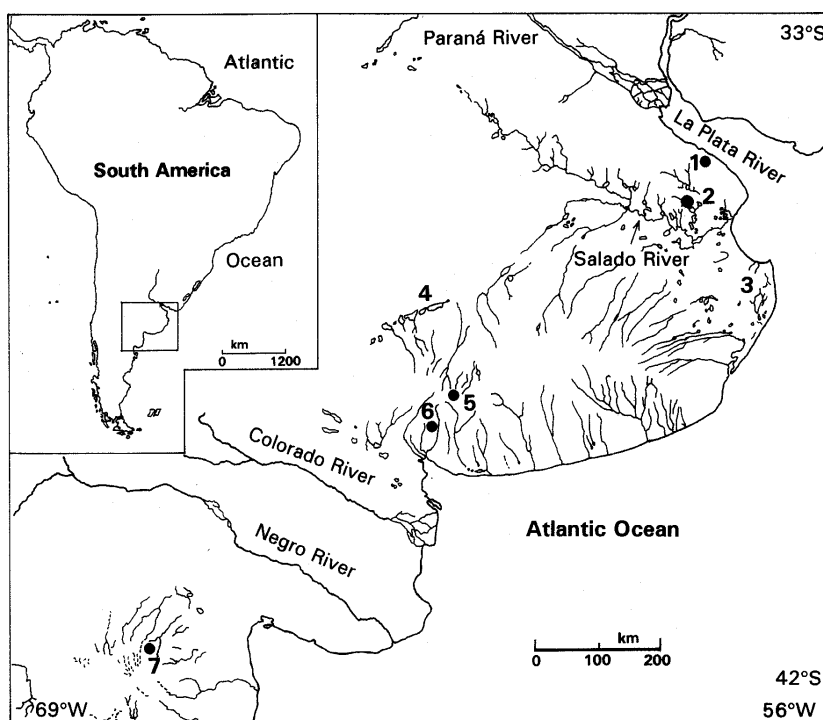 Paraná River
33°S
Atlantic
La Plata River
1
South America
2
Salado River
Ocean
3
4
km
0 1200
5
6
Colorado River
Negro River
Atlantic Ocean
km
0 100 200
7
42°S
69°W
56°W